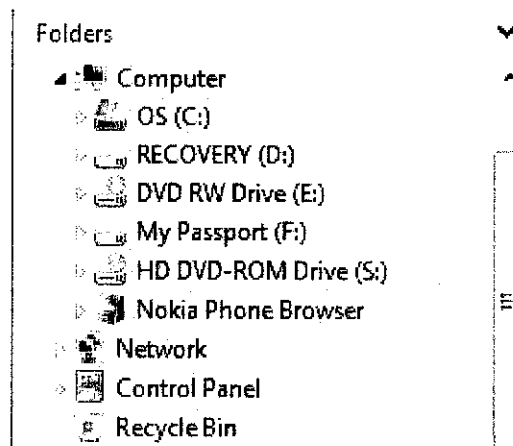 Folders
Computer
OS (C:)
RECOVERY (D:)
DVD RW Drive (E:)
My Passport (F:)
HD DVD-ROM Drive (S:)
Nokia Phone Browser
Network
Control Panel
Recycle Bin